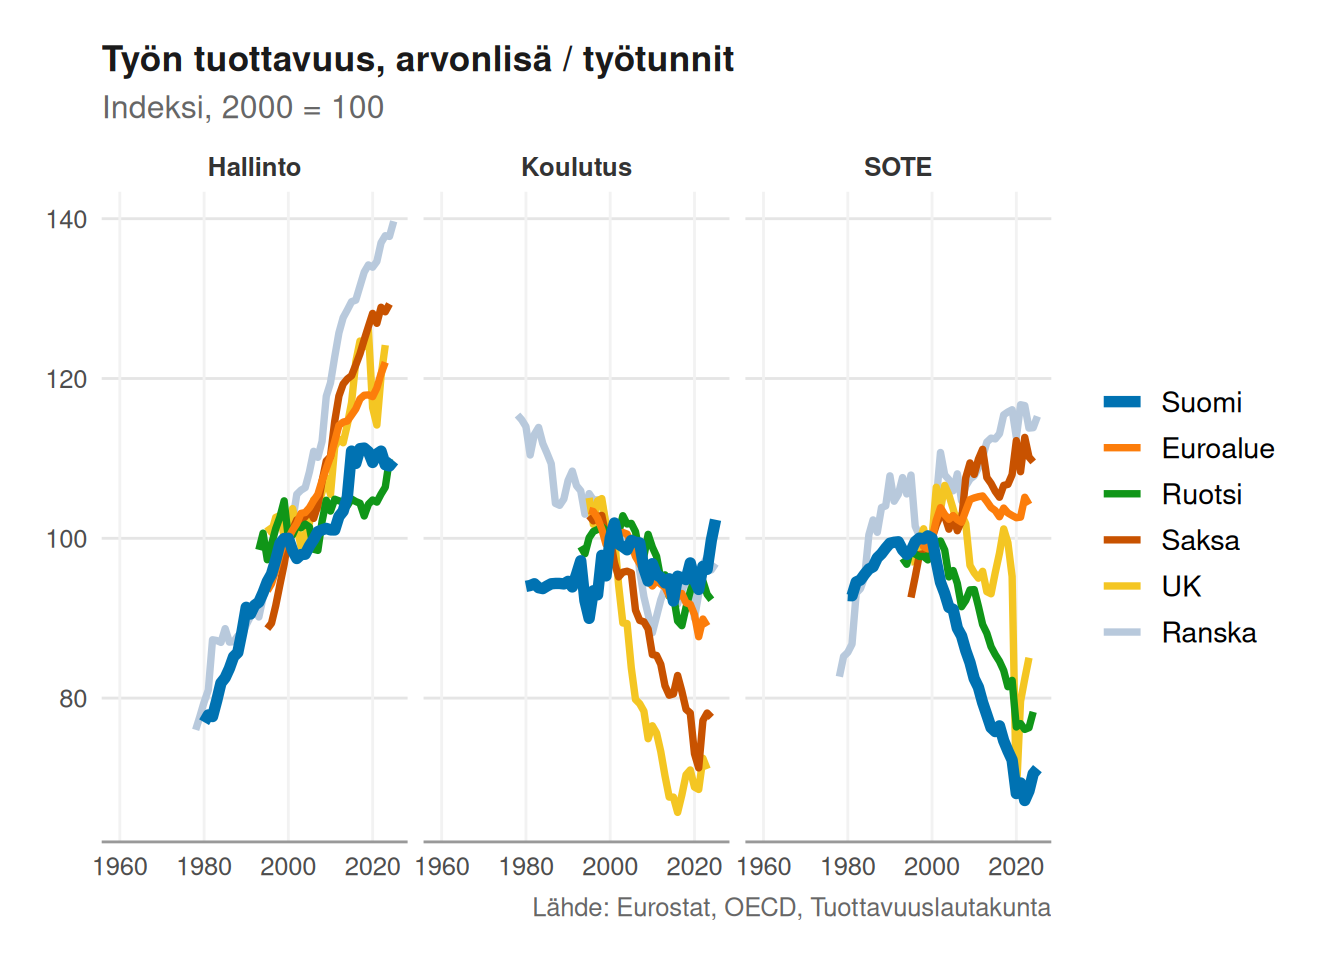 Työn tuottavuus, arvonlisä / työtunnit
Indeksi, 2000 = 100
Hallinto Koulutus SOTE
140
120
100
80
1960 1980 2000 2020 1960 1980 2000 2020 1960 1980 2000 2020
Suomi
Euroalue
Ruotsi
Saksa
UK
Ranska
Lähde: Eurostat, OECD, Tuottavuuslautakunta